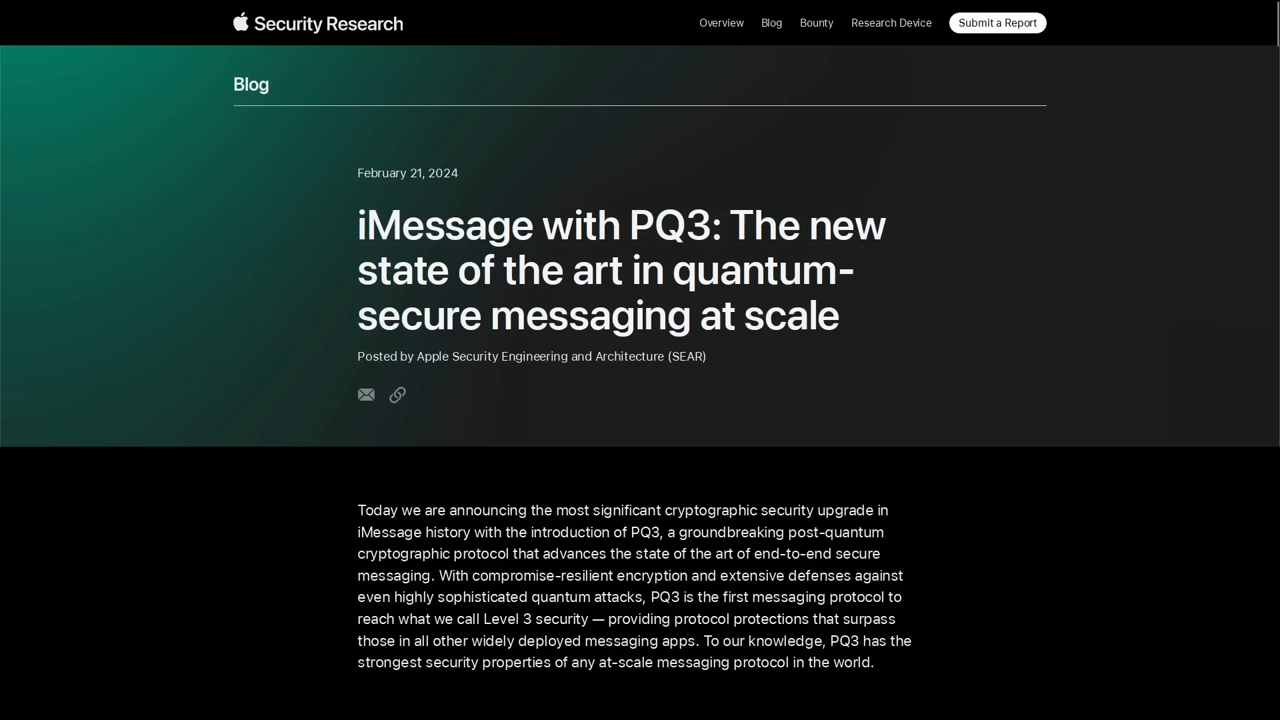 Security Research
Overview Blog Bounty Research Device Submit a Report
Blog
February 21, 2024
iMessage with PQ3: The new
state of the art in quantum-
secure messaging at scale
Posted by Apple Security Engineering and Architecture (SEAR)
Today we are announcing the most significant cryptographic security upgrade in
iMessage history with the introduction of PQ3, a groundbreaking post-quantum
cryptographic protocol that advances the state of the art of end-to-end secure
messaging. With compromise-resilient encryption and extensive defenses against
even highly sophisticated quantum attacks, PQ3 is the first messaging protocol to
reach what we call Level 3 security — providing protocol protections that surpass
those in all other widely deployed messaging apps. To our knowledge, PQ3 has the
strongest security properties of any at-scale messaging protocol in the world.